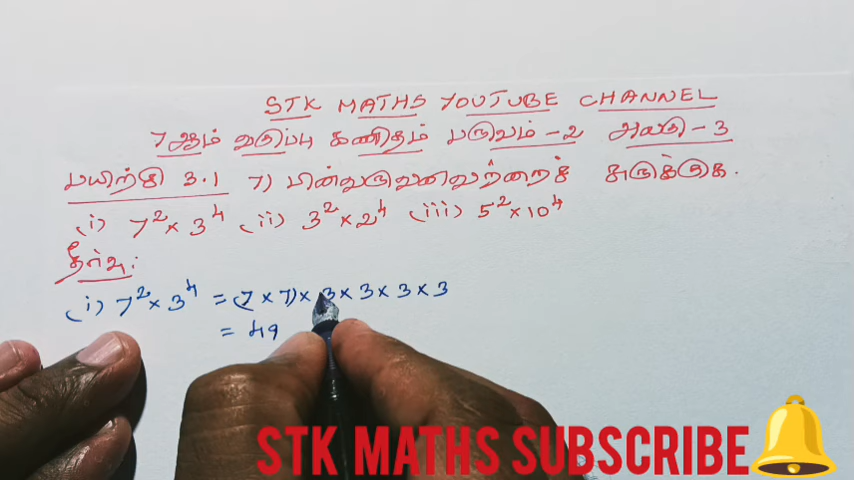 STK MATHS YOUTUBE CHANNEL
7ஆம் வகுப்பு கணிதம் பருவம் - 2 அலகு - 3
பயிற்சி 3.1 7) பின்வருவனவற்றைச் சுருக்குக.
(i) 7² × 3⁴ (ii) 3² × 2⁴ (iii) 5² × 10⁴
தீர்வு:
(i) 7² × 3⁴ = (7 × 7) × 3 × 3 × 3 × 3
= 49
STK MATHS SUBSCRIBE